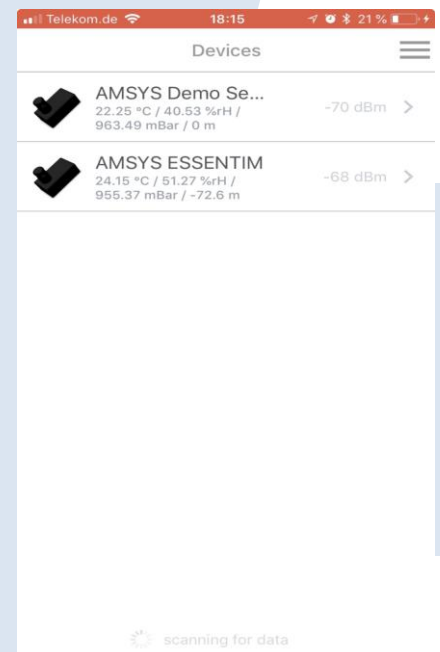 Telekom.de 18:15 21 %
Devices
AMSYS Demo Se...
22.25 °C / 40.53 %rH /
963.49 mBar / 0 m
-70 dBm
AMSYS ESSENTIM
24.15 °C / 51.27 %rH /
955.37 mBar / -72.6 m
-68 dBm
scanning for data